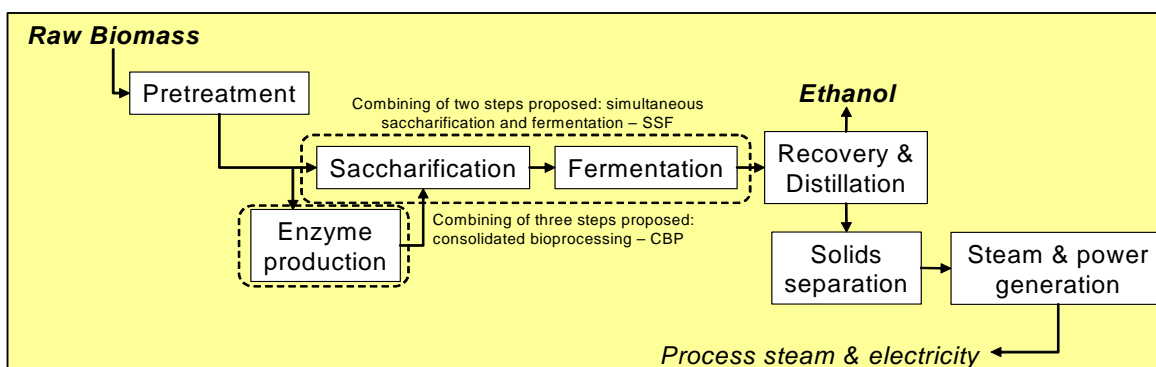 Raw Biomass
Pretreatment
Combining of two steps proposed: simultaneous
saccharification and fermentation – SSF
Ethanol
Saccharification
Fermentation
Recovery &
Distillation
Enzyme
production
Combining of three steps proposed:
consolidated bioprocessing – CBP
Solids
separation
Steam & power
generation
Process steam & electricity